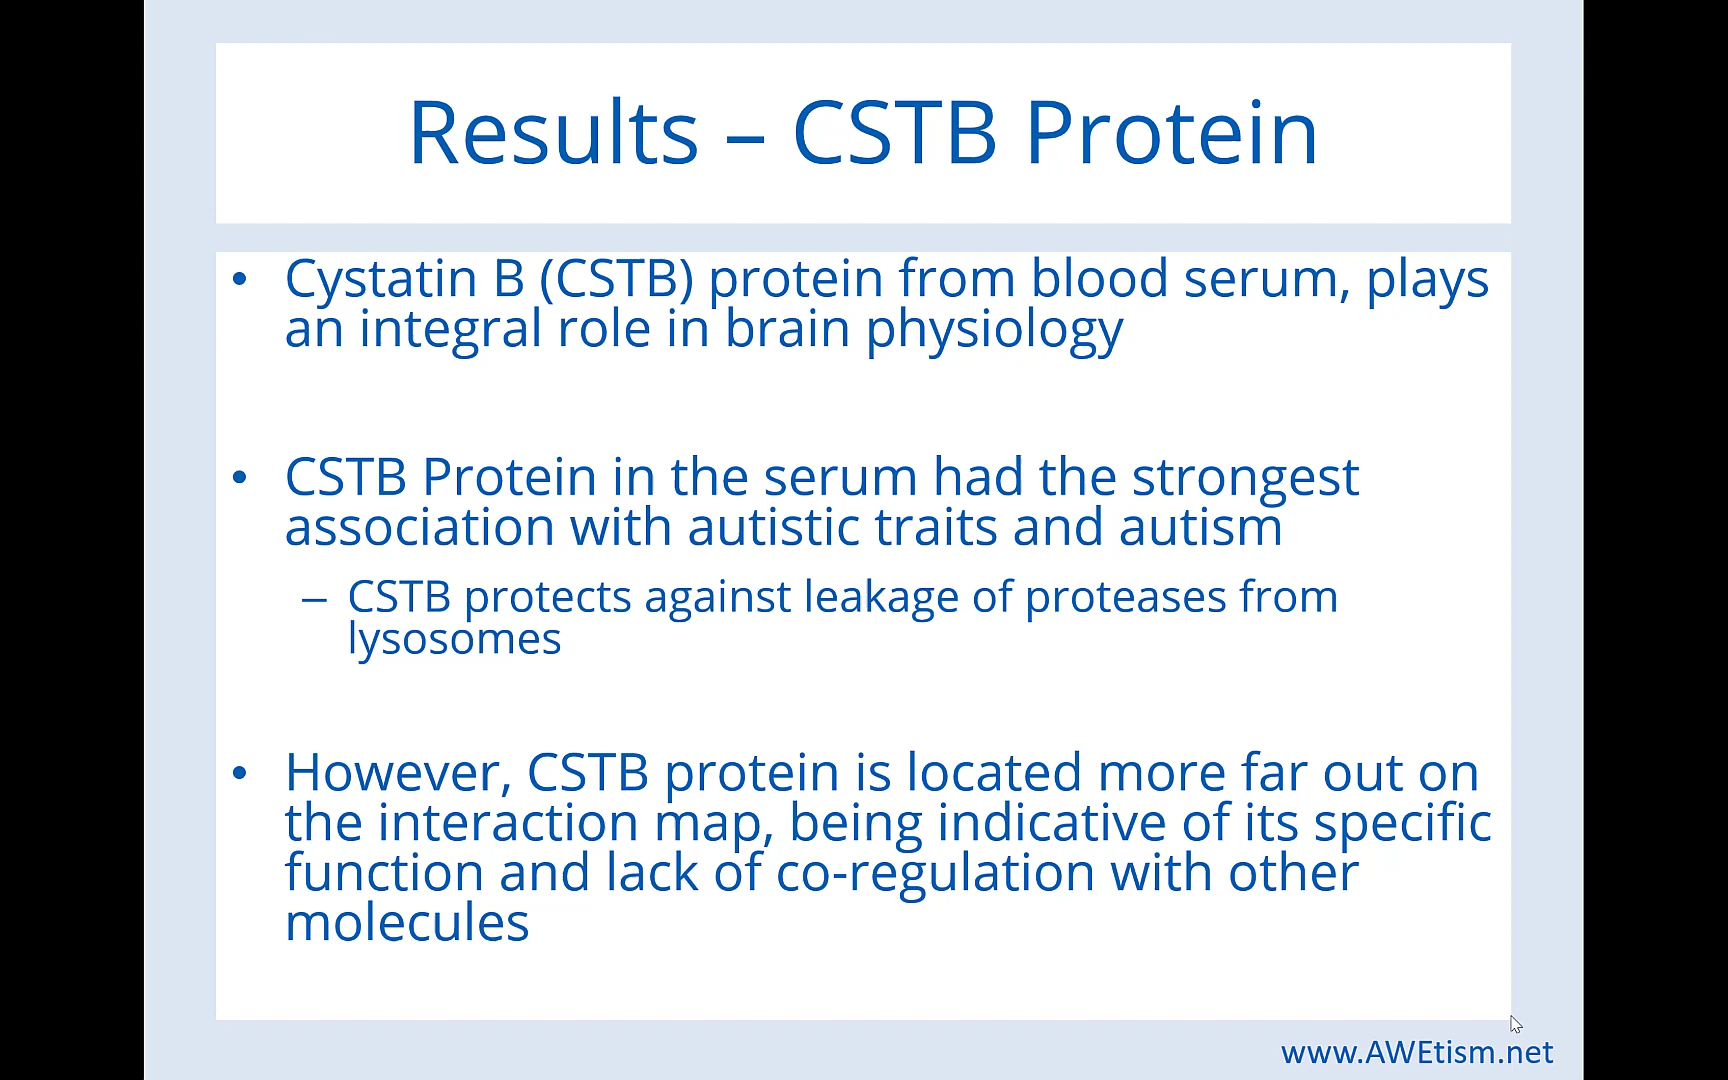 Results – CSTB Protein
• Cystatin B (CSTB) protein from blood serum, plays
an integral role in brain physiology
• CSTB Protein in the serum had the strongest
association with autistic traits and autism
– CSTB protects against leakage of proteases from
lysosomes
• However, CSTB protein is located more far out on
the interaction map, being indicative of its specific
function and lack of co-regulation with other
molecules
www.AWEtism.net